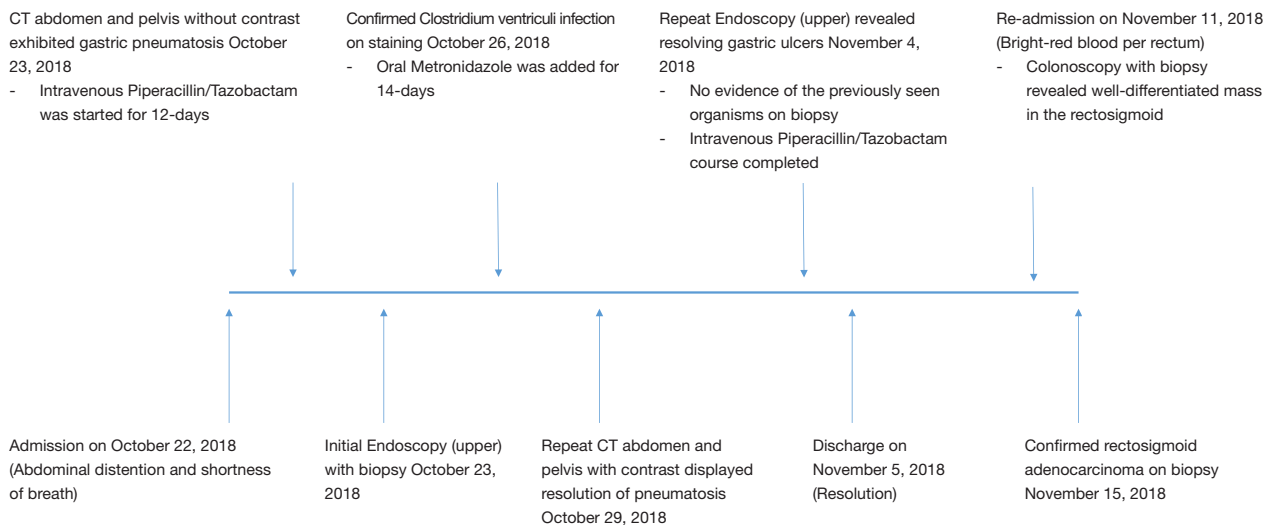 CT abdomen and pelvis without contrast
exhibited gastric pneumatosis October
23, 2018
- Intravenous Piperacillin/Tazobactam
was started for 12-days
Confirmed Clostridium ventriculi infection
on staining October 26, 2018
- Oral Metronidazole was added for
14-days
Repeat Endoscopy (upper) revealed
resolving gastric ulcers November 4,
2018
- No evidence of the previously seen
organisms on biopsy
- Intravenous Piperacillin/Tazobactam
course completed
Re-admission on November 11, 2018
(Bright-red blood per rectum)
- Colonoscopy with biopsy
revealed well-differentiated mass
in the rectosigmoid
Admission on October 22, 2018
(Abdominal distention and shortness
of breath)
Initial Endoscopy (upper)
with biopsy October 23,
2018
Repeat CT abdomen and
pelvis with contrast displayed
resolution of pneumatosis
October 29, 2018
Discharge on
November 5, 2018
(Resolution)
Confirmed rectosigmoid
adenocarcinoma on biopsy
November 15, 2018